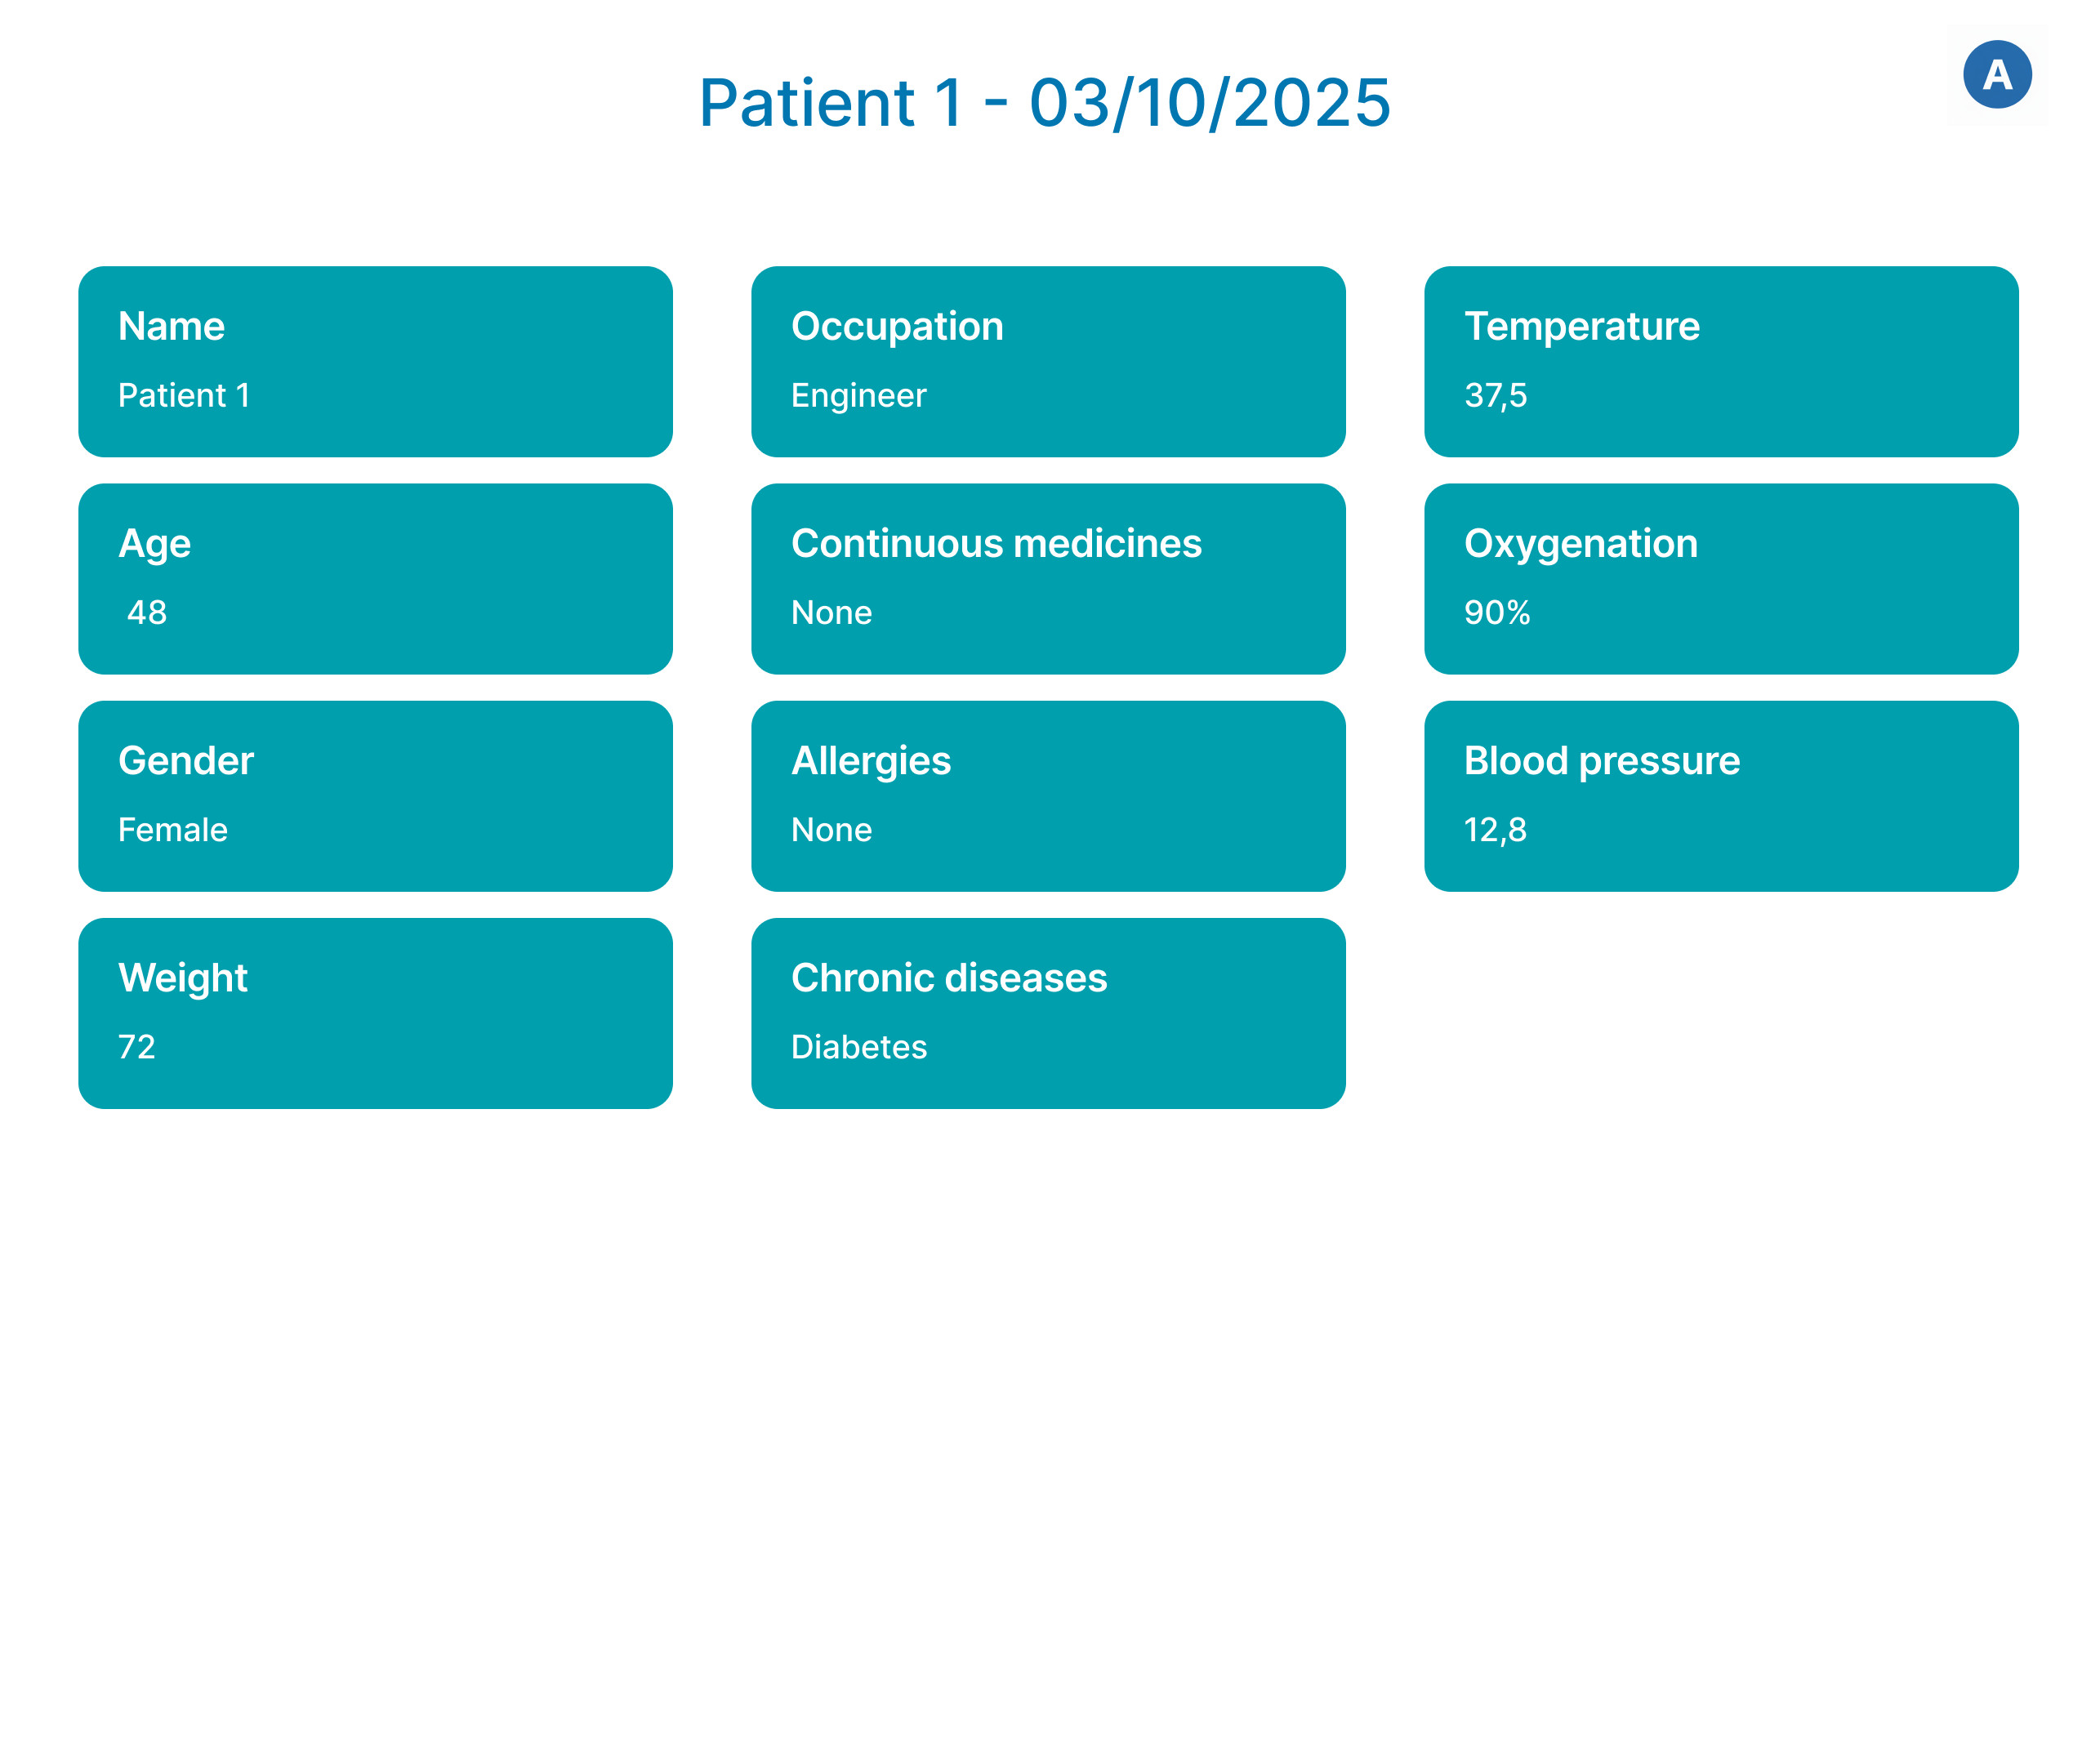 A
Patient 1 - 03/10/2025
Name
Patient 1
Age
48
Gender
Female
Weight
72
Occupation
Engineer
Continuous medicines
None
Allergies
None
Chronic diseases
Diabetes
Temperature
37,5
Oxygenation
90%
Blood pressure
12,8